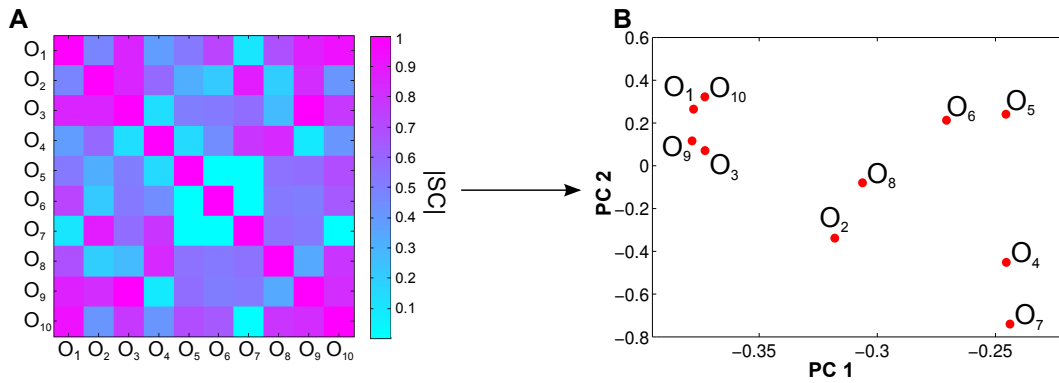 A
O₁
O₂
O₃
O₄
O₅
O₆
O₇
O₈
O₉
O₁₀
O₁ O₂ O₃ O₄ O₅ O₆ O₇ O₈ O₉ O₁₀
1
0.9
0.8
0.7
0.6
0.5
0.4
0.3
0.2
0.1
|SC|
B
0.6
0.4
0.2
0
−0.2
−0.4
−0.6
−0.8
PC 2
O₁ O₁₀
O₉ O₃
O₆ O₅
O₈
O₂
O₄
O₇
−0.35 −0.3 −0.25
PC 1